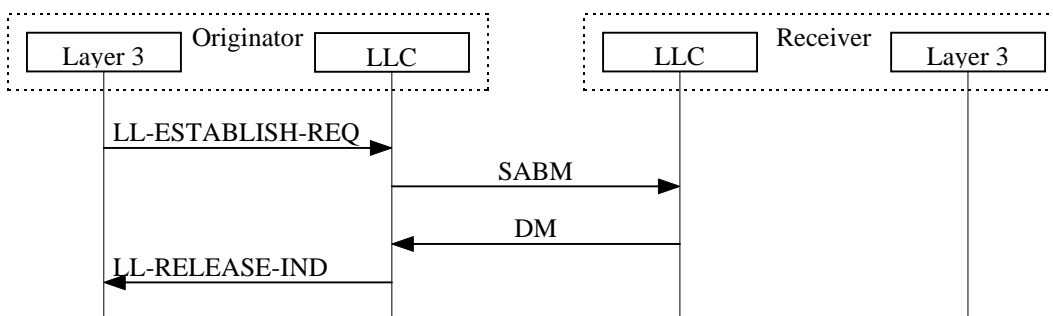 Originator
Receiver
Layer 3
LLC
LLC
Layer 3
LL-ESTABLISH-REQ
SABM
DM
LL-RELEASE-IND